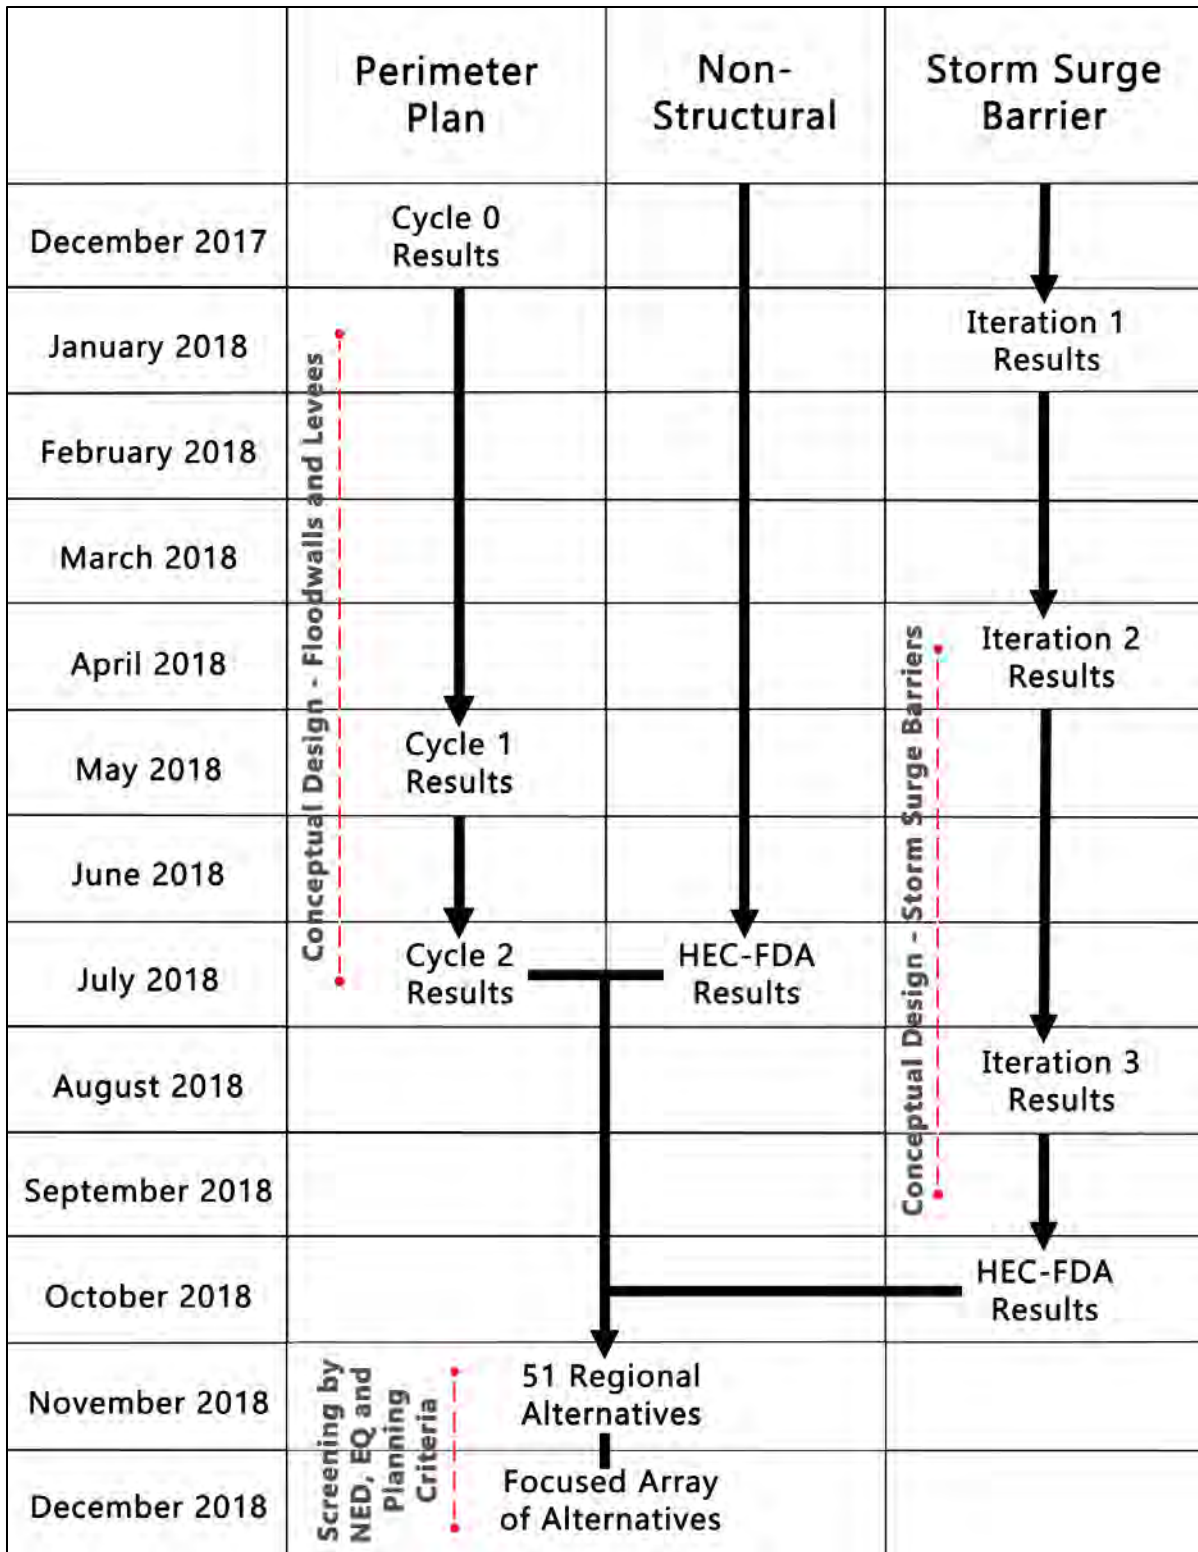 Perimeter
Plan
Non-
Structural
Storm Surge
Barrier
December 2017
Cycle 0
Results
January 2018
Iteration 1
Results
Conceptual Design - Floodwalls and Levees
February 2018
March 2018
April 2018
Iteration 2
Results
Conceptual Design - Storm Surge Barriers
May 2018
Cycle 1
Results
June 2018
July 2018
Cycle 2
Results
HEC-FDA
Results
August 2018
Iteration 3
Results
September 2018
October 2018
HEC-FDA
Results
November 2018
51 Regional
Alternatives
Screening by
NED, EQ and
Planning
Criteria
December 2018
Focused Array
of Alternatives